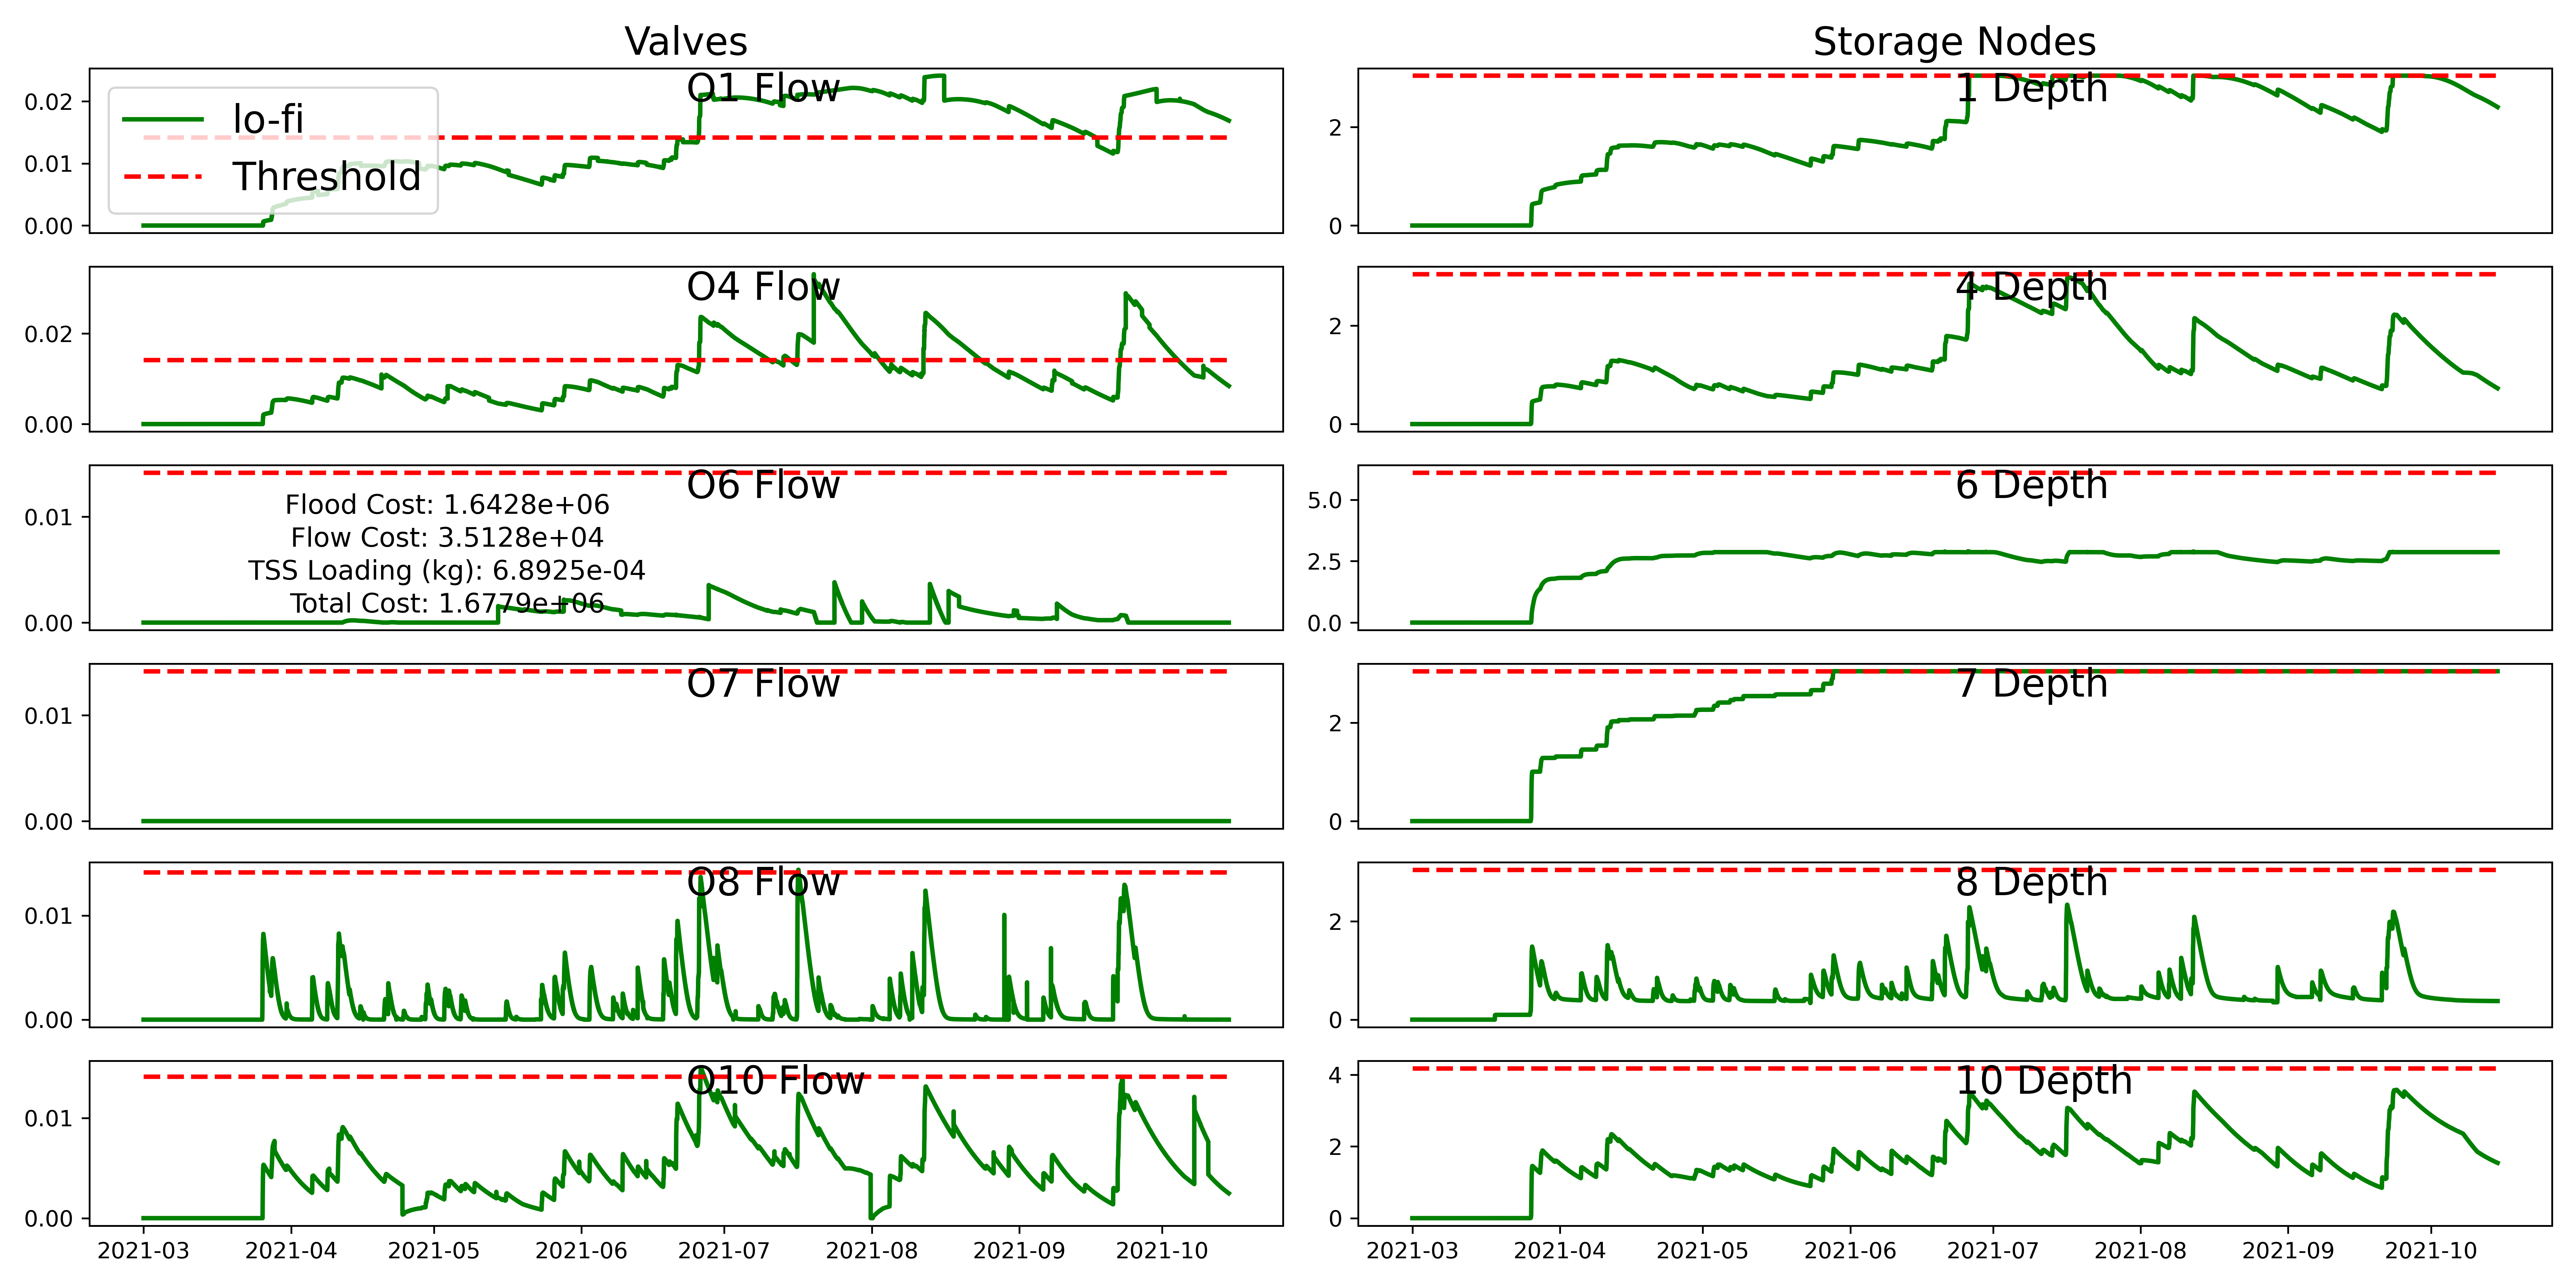 Valves
Storage Nodes
O1 Flow
lo-fi
Threshold
0.02
0.01
0.00
1 Depth
2
0
O4 Flow
0.02
0.00
4 Depth
2
0
O6 Flow
0.01
0.00
Flood Cost: 1.6428e+06
Flow Cost: 3.5128e+04
TSS Loading (kg): 6.8925e-04
Total Cost: 1.6779e+06
6 Depth
5.0
2.5
0.0
O7 Flow
0.01
0.00
7 Depth
2
0
O8 Flow
0.01
0.00
8 Depth
2
0
O10 Flow
0.01
0.00
2021-03 2021-04 2021-05 2021-06 2021-07 2021-08 2021-09 2021-10
10 Depth
4
2
0
2021-03 2021-04 2021-05 2021-06 2021-07 2021-08 2021-09 2021-10